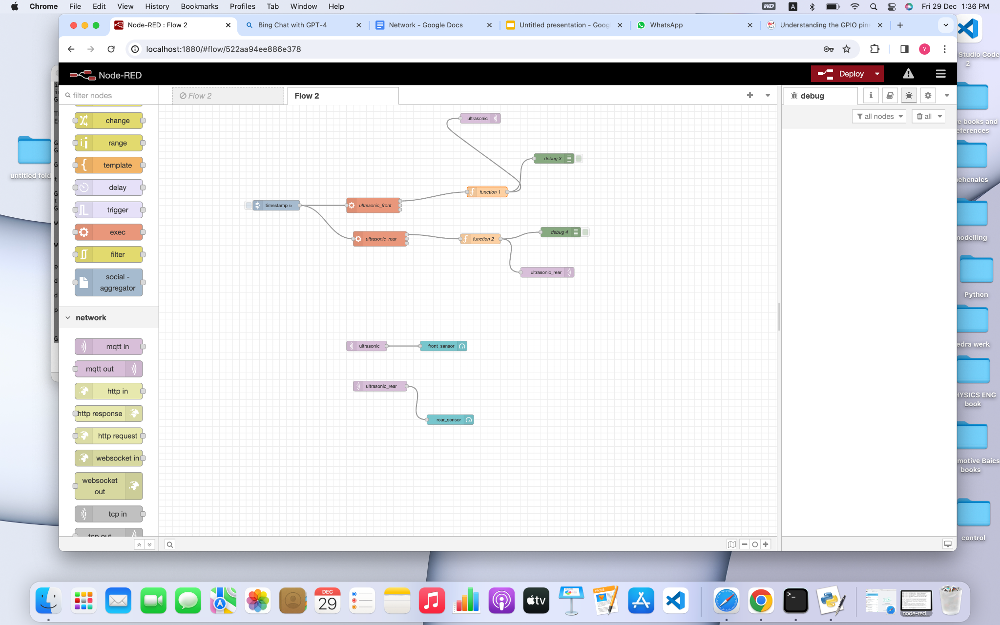 Chrome File Edit View History Bookmarks Profiles Tab Window Help
WD A Fri 29 Dec 1:36 PM
Node-RED : Flow 2
Bing Chat with GPT-4
Network - Google Docs
Untitled presentation - Goog
WhatsApp
Understanding the GPIO pin
localhost:1880/#flow/522aa94ee886e378
Y
Node-RED
Deploy
filter nodes
Flow 2
Flow 2
debug
all nodes
all
change
range
template
delay
trigger
exec
filter
social -
aggregator
network
mqtt in
mqtt out
http in
http response
http request
websocket in
websocket
out
tcp in
tcp out
ultrasonic
debug 3
function 1
timestamp ↻
ultrasonic_front
debug 4
ultrasonic_rear
function 2
ultrasonic_rear
ultrasonic
front_sensor
ultrasonic_rear
rear_sensor
untitled fold
Studio Code
2
e books and
eferences
ehcnaics
modelling
Python
edra werk
HYSICS ENG
book
motive Baics
books
control
DEC
29
tv
PAGES
>_
node-red...